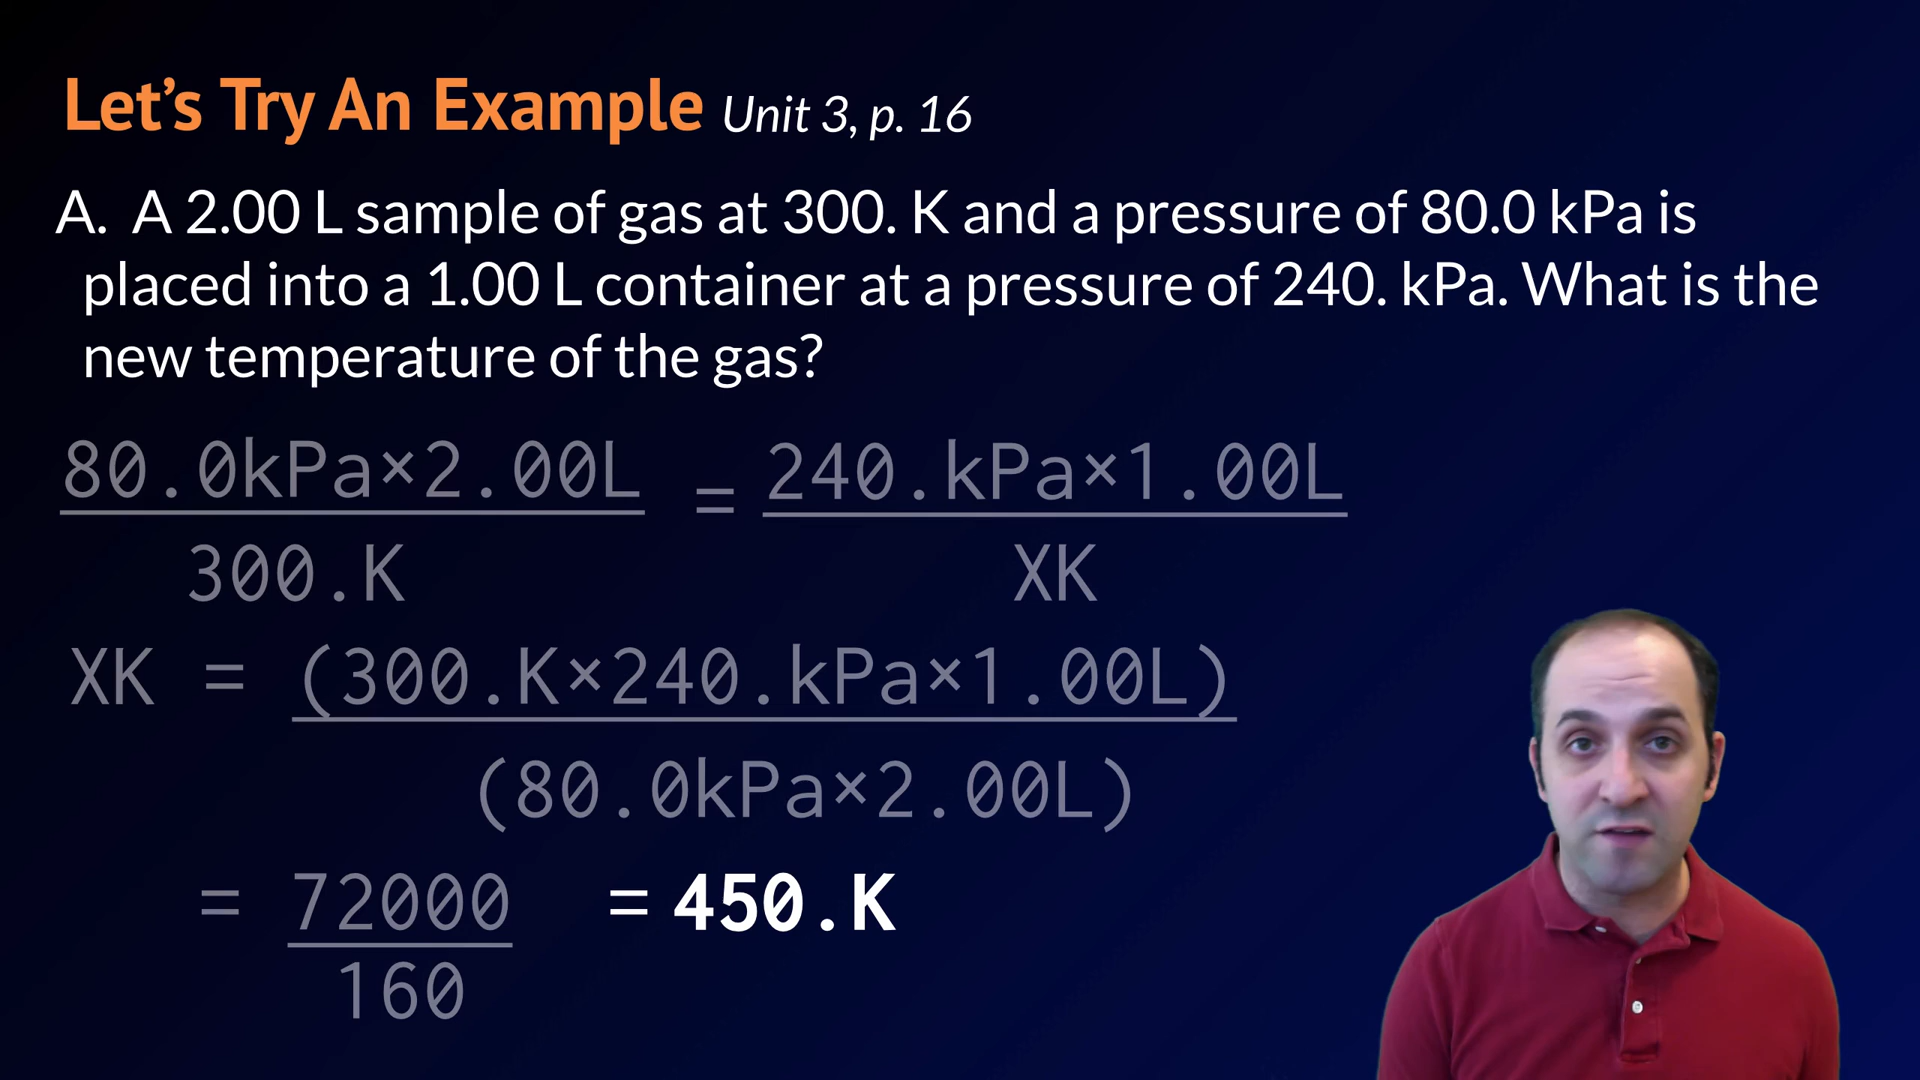 Let's Try An Example Unit 3, p. 16
A. A 2.00 L sample of gas at 300. K and a pressure of 80.0 kPa is
placed into a 1.00 L container at a pressure of 240. kPa. What is the
new temperature of the gas?
80.0kPa×2.00L = 240.kPa×1.00L
300.K XK
XK = (300.K×240.kPa×1.00L)
(80.0kPa×2.00L)
= 72000 = 450.K
160